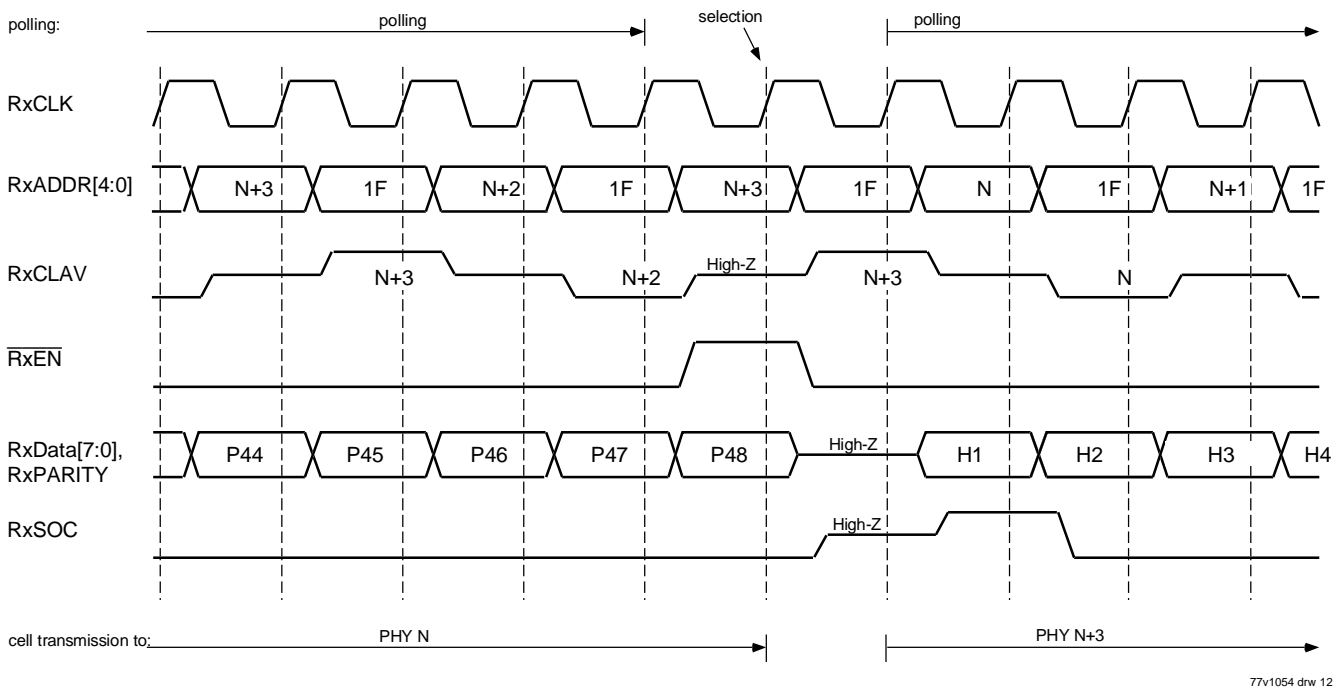 polling:
polling
selection
polling
RxCLK
RxADDR[4:0]
N+3
1F
N+2
1F
N+3
1F
N
1F
N+1
1F
RxCLAV
N+3
N+2
High-Z
N+3
N
RxEN
RxData[7:0],
RxPARITY
P44
P45
P46
P47
P48
High-Z
H1
H2
H3
H4
RxSOC
High-Z
cell transmission to:
PHY N
PHY N+3
77v1054 drw 12